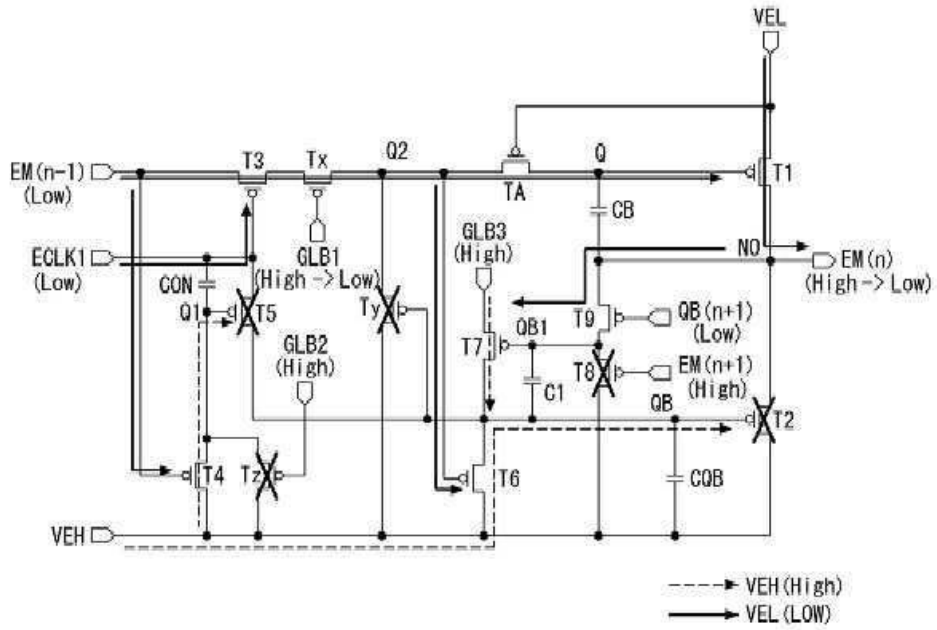 VEL
EM(n-1)
(Low)
T3
Tx
Q2
Q
T1
TA
CB
ECLK1
(Low)
GLB1
(High->Low)
GLB3
(High)
NO
EM(n)
(High->Low)
CON
Q1
T5
Ty
QB1
T9
QB(n+1)
(Low)
GLB2
(High)
T7
T8
EM(n+1)
(High)
C1
QB
T2
T4
Tz
T6
CQB
VEH
VEH(High)
VEL(LOW)